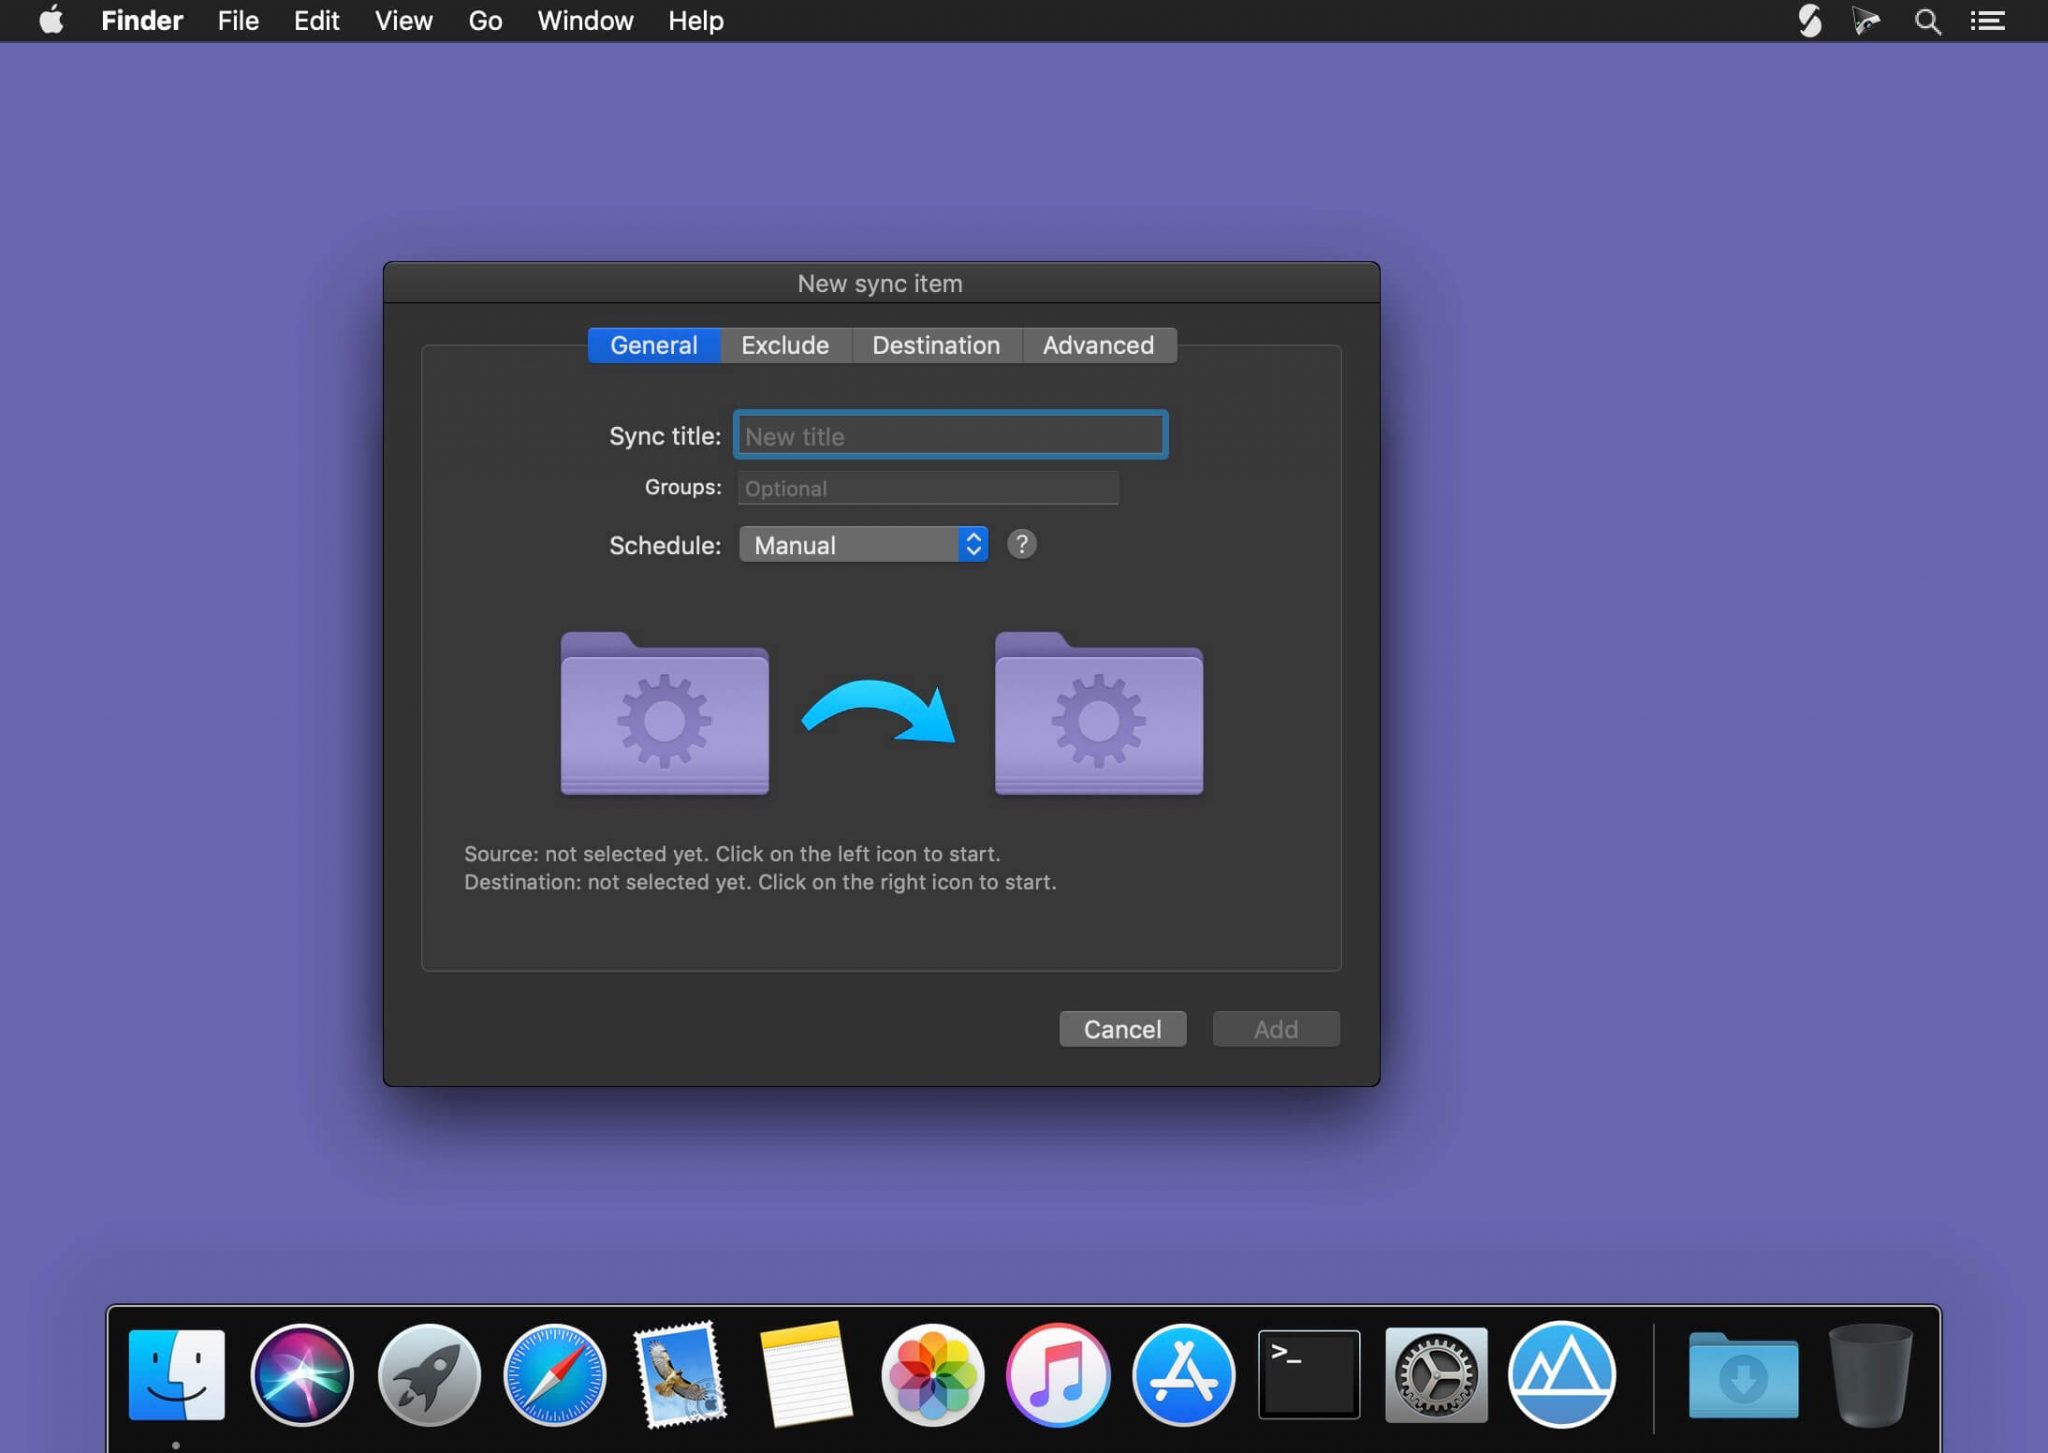 Finder File Edit View Go Window Help
New sync item
General Exclude Destination Advanced
Sync title: New title
Groups: Optional
Schedule: Manual ?
Source: not selected yet. Click on the left icon to start.
Destination: not selected yet. Click on the right icon to start.
Cancel Add
>_